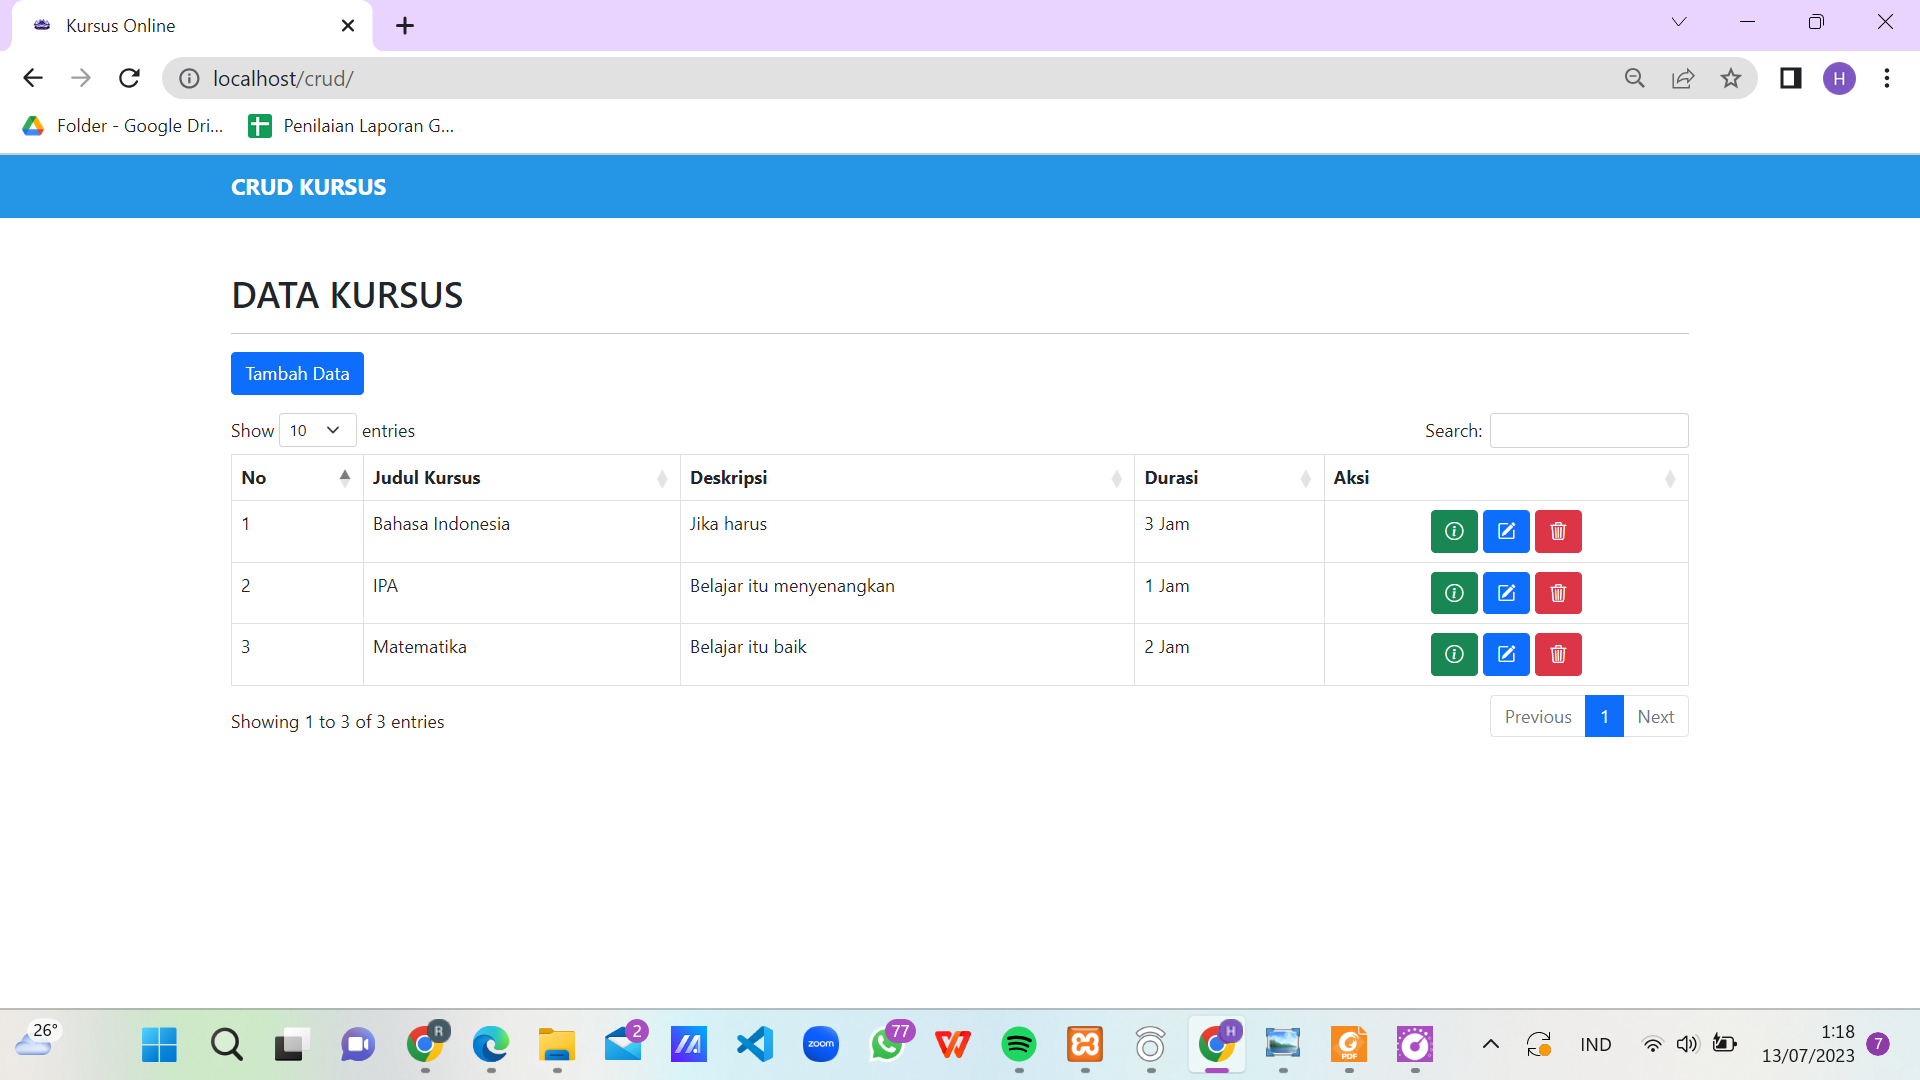 Kursus Online
localhost/crud/
H
Folder - Google Dri...
Penilaian Laporan G...
CRUD KURSUS
DATA KURSUS
Tambah Data
Show 10 entries
Search:
No Judul Kursus Deskripsi Durasi Aksi
1 Bahasa Indonesia Jika harus 3 Jam
2 IPA Belajar itu menyenangkan 1 Jam
3 Matematika Belajar itu baik 2 Jam
Showing 1 to 3 of 3 entries
Previous 1 Next
26°
R
2
zoom
77
H
PDF
IND
1:18
13/07/2023
7